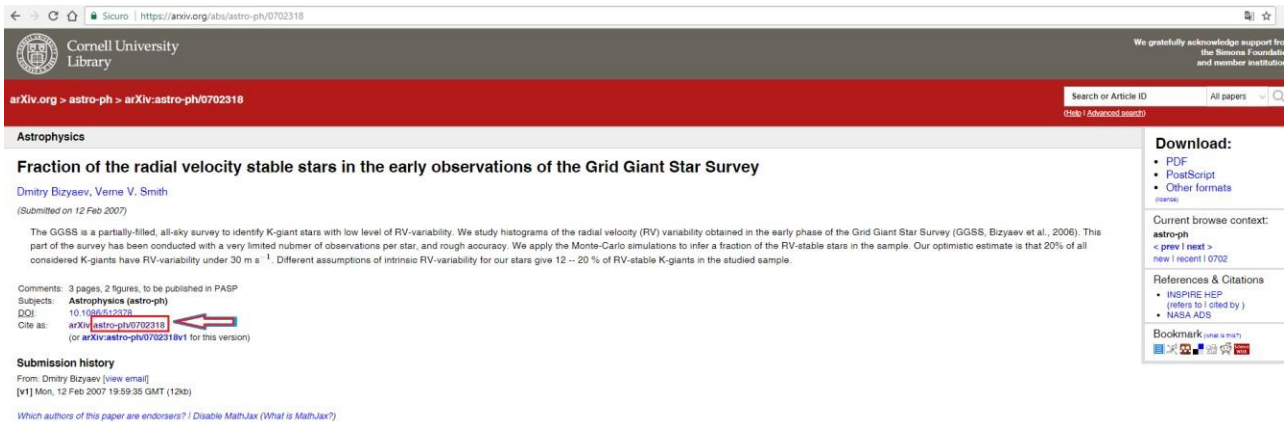 Sicuro | https://arxiv.org/abs/astro-ph/0702318
Cornell University
Library
We gratefully acknowledge support fro
the Simons Foundatio
and member institution
arXiv.org > astro-ph > arXiv:astro-ph/0702318
Search or Article ID
All papers
(Help | Advanced search)
Astrophysics
Fraction of the radial velocity stable stars in the early observations of the Grid Giant Star Survey
Dmitry Bizyaev, Verne V. Smith
(Submitted on 12 Feb 2007)
The GGSS is a partially-filled, all-sky survey to identify K-giant stars with low level of RV-variability. We study histograms of the radial velocity (RV) variability obtained in the early phase of the Grid Giant Star Survey (GGSS, Bizyaev et al., 2006). This
part of the survey has been conducted with a very limited nubmer of observations per star, and rough accuracy. We apply the Monte-Carlo simulations to infer a fraction of the RV-stable stars in the sample. Our optimistic estimate is that 20% of all
considered K-giants have RV-variability under 30 m s⁻¹. Different assumptions of intrinsic RV-variability for our stars give 12 -- 20 % of RV-stable K-giants in the studied sample.
Comments: 3 pages, 2 figures, to be published in PASP
Subjects: Astrophysics (astro-ph)
DOI: 10.1086/512378
Cite as: arXiv:astro-ph/0702318
(or arXiv:astro-ph/0702318v1 for this version)
Submission history
From: Dmitry Bizyaev [view email]
[v1] Mon, 12 Feb 2007 19:59:35 GMT (12kb)
Which authors of this paper are endorsers? | Disable MathJax (What is MathJax?)
Download:
• PDF
• PostScript
• Other formats
(license)
Current browse context:
astro-ph
< prev | next >
new | recent | 0702
References & Citations
• INSPIRE HEP
(refers to | cited by )
• NASA ADS
Bookmark (what is this?)